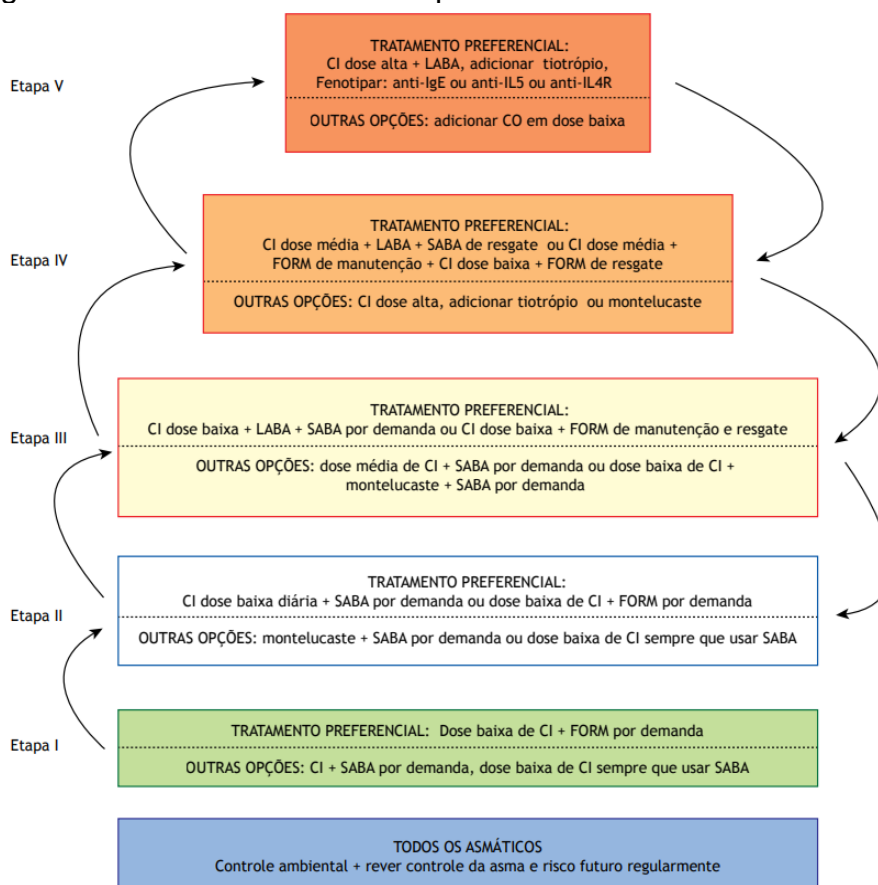 Etapa V
TRATAMENTO PREFERENCIAL:
CI dose alta + LABA, adicionar tiotrópio,
Fenotipar: anti-IgE ou anti-IL5 ou anti-IL4R
OUTRAS OPÇÕES: adicionar CO em dose baixa
Etapa IV
TRATAMENTO PREFERENCIAL:
CI dose média + LABA + SABA de resgate ou CI dose média +
FORM de manutenção + CI dose baixa + FORM de resgate
OUTRAS OPÇÕES: CI dose alta, adicionar tiotrópio ou montelucaste
Etapa III
TRATAMENTO PREFERENCIAL:
CI dose baixa + LABA + SABA por demanda ou CI dose baixa + FORM de manutenção e resgate
OUTRAS OPÇÕES: dose média de CI + SABA por demanda ou dose baixa de CI +
montelucaste + SABA por demanda
Etapa II
TRATAMENTO PREFERENCIAL:
CI dose baixa diária + SABA por demanda ou dose baixa de CI + FORM por demanda
OUTRAS OPÇÕES: montelucaste + SABA por demanda ou dose baixa de CI sempre que usar SABA
Etapa I
TRATAMENTO PREFERENCIAL: Dose baixa de CI + FORM por demanda
OUTRAS OPÇÕES: CI + SABA por demanda, dose baixa de CI sempre que usar SABA
TODOS OS ASMÁTICOS
Controle ambiental + rever controle da asma e risco futuro regularmente